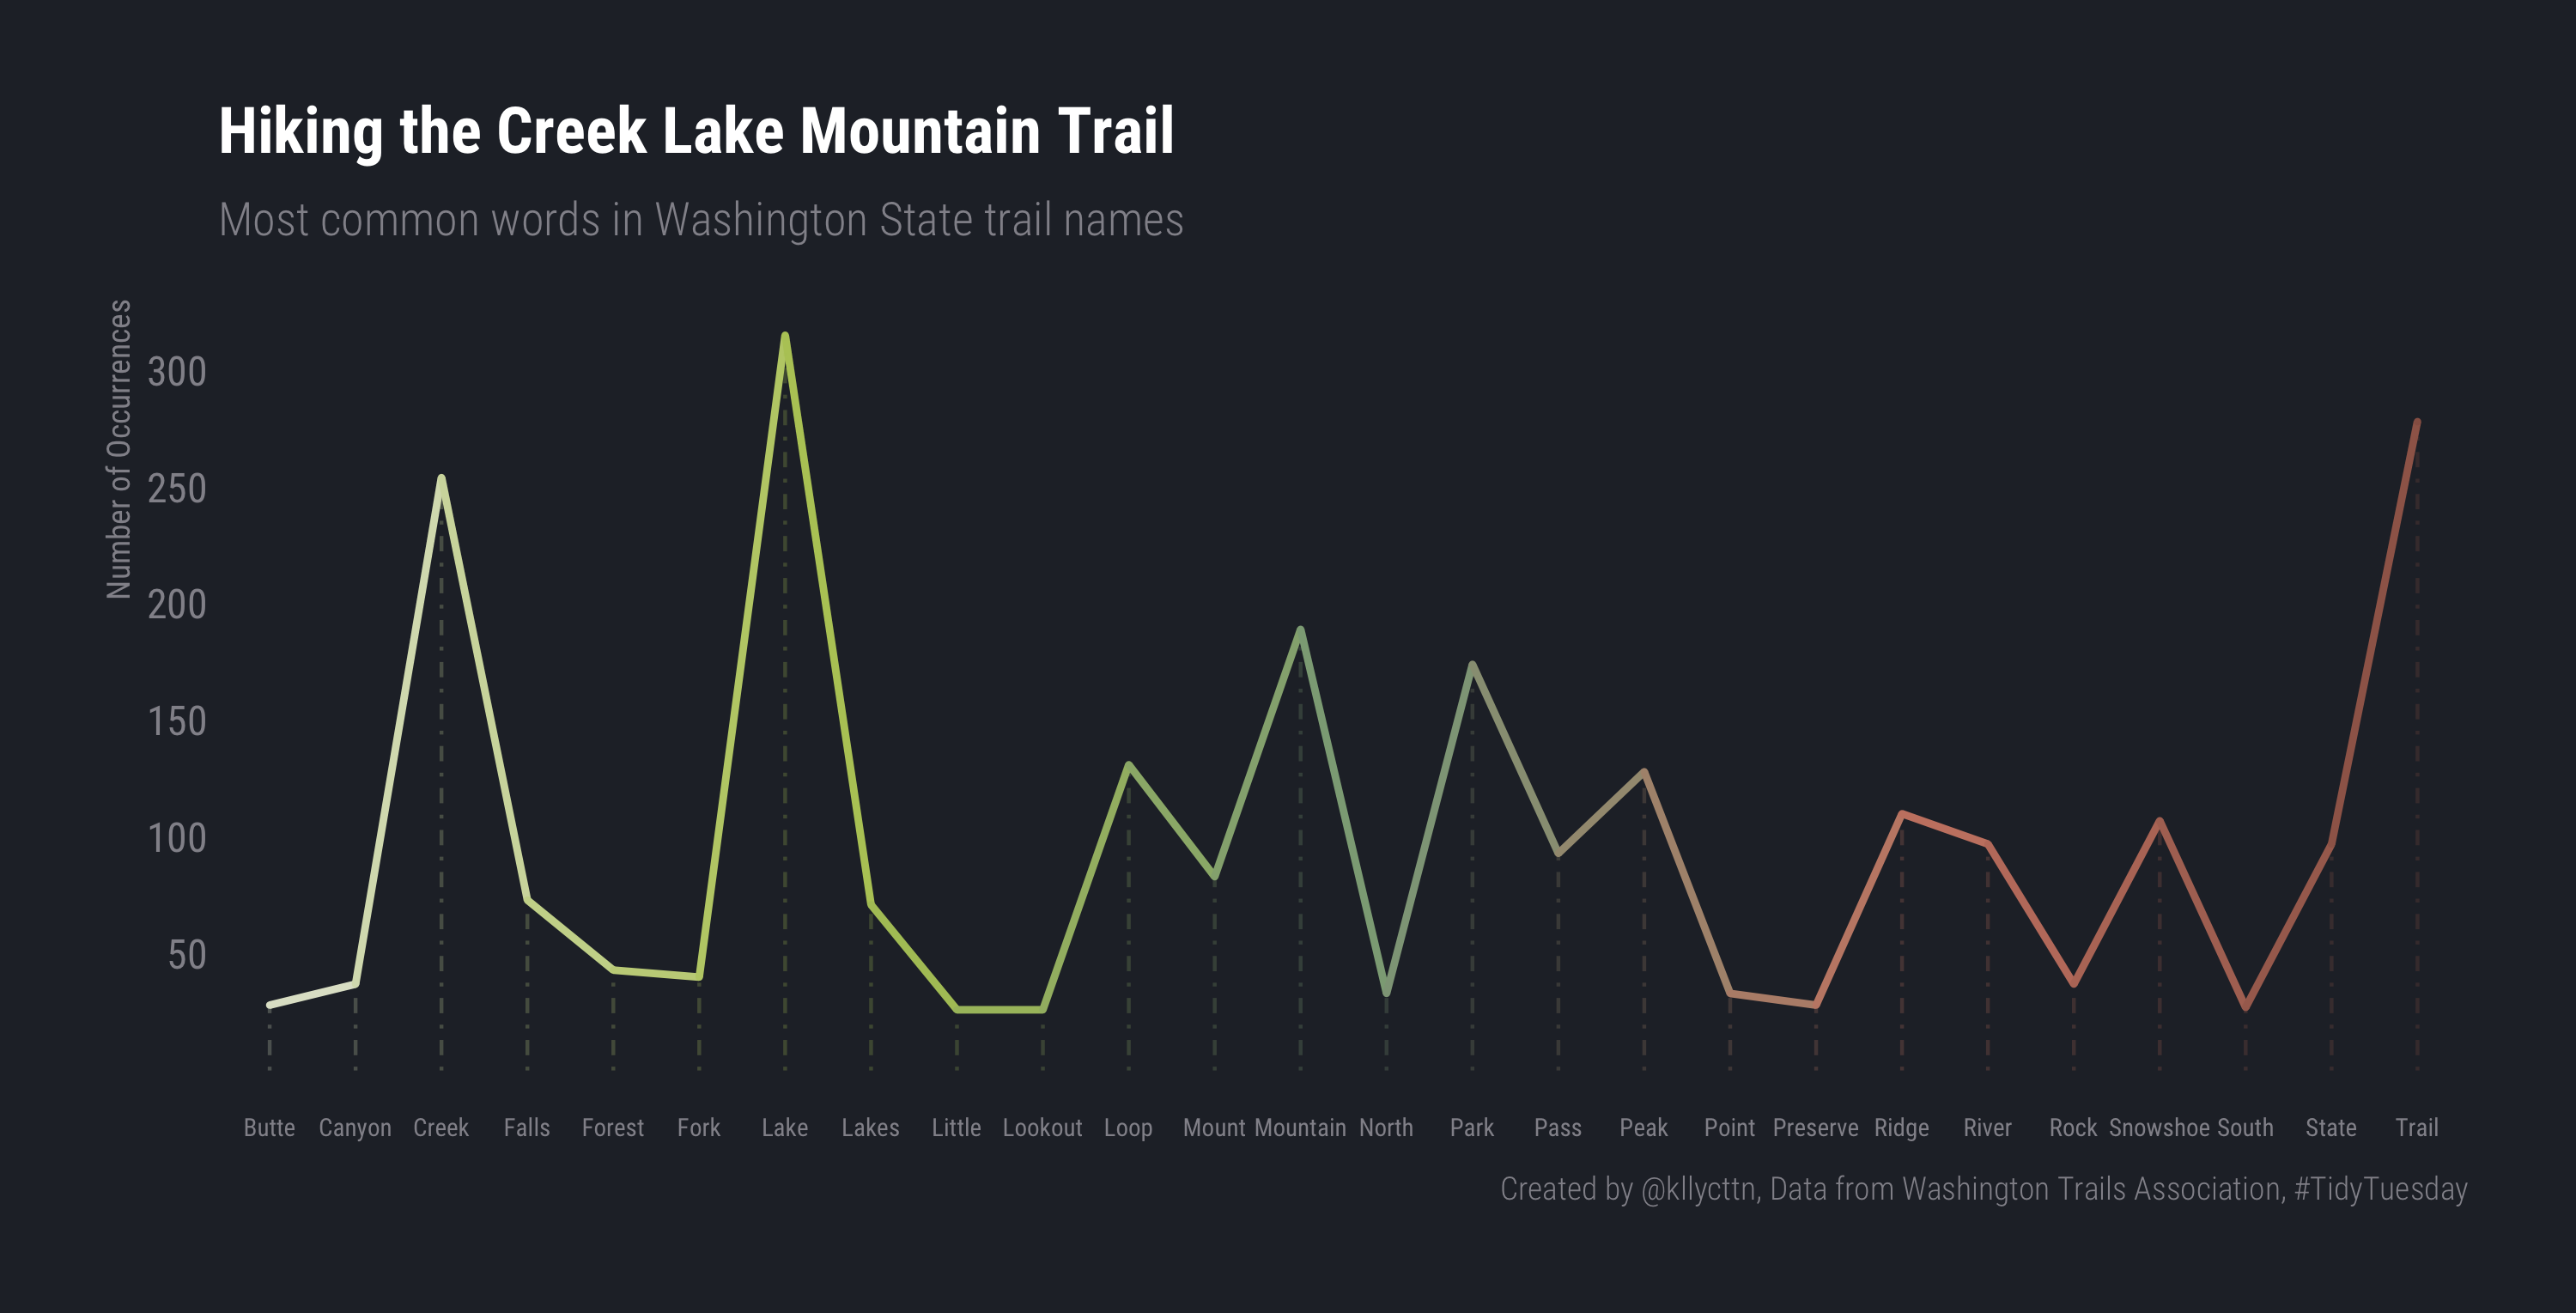 Hiking the Creek Lake Mountain Trail
Most common words in Washington State trail names
Number of Occurrences
300
250
200
150
100
50
Butte Canyon Creek Falls Forest Fork Lake Lakes Little Lookout Loop Mount Mountain North Park Pass Peak Point Preserve Ridge River Rock Snowshoe South State Trail
Created by @kllycttn, Data from Washington Trails Association, #TidyTuesday